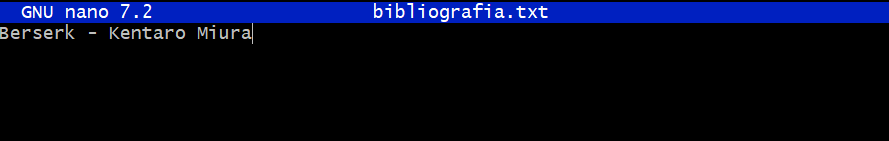 GNU nano 7.2 bibliografia.txt
Berserk - Kentaro Miura